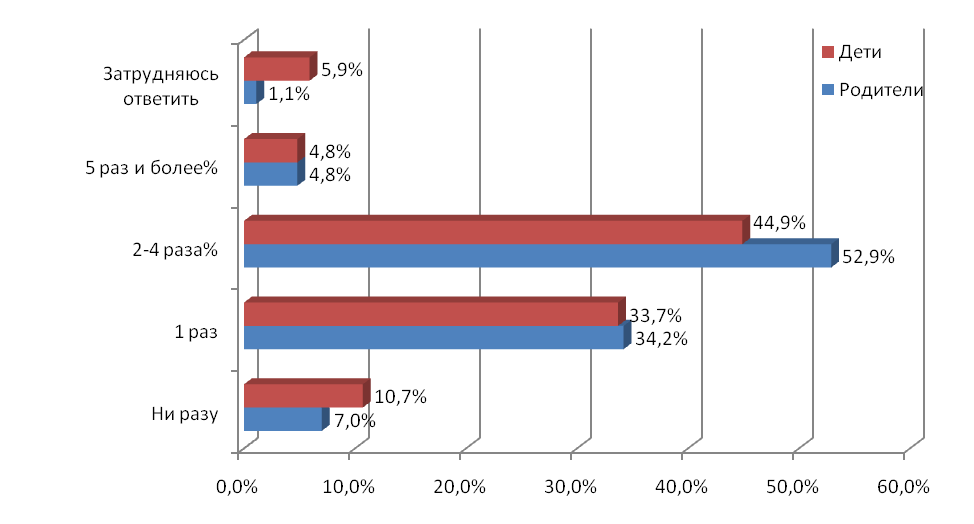 Дети
Родители
Затрудняюсь
ответить
5,9%
1,1%
5 раз и более%
4,8%
4,8%
2-4 раза%
44,9%
52,9%
1 раз
33,7%
34,2%
Ни разу
10,7%
7,0%
0,0% 10,0% 20,0% 30,0% 40,0% 50,0% 60,0%